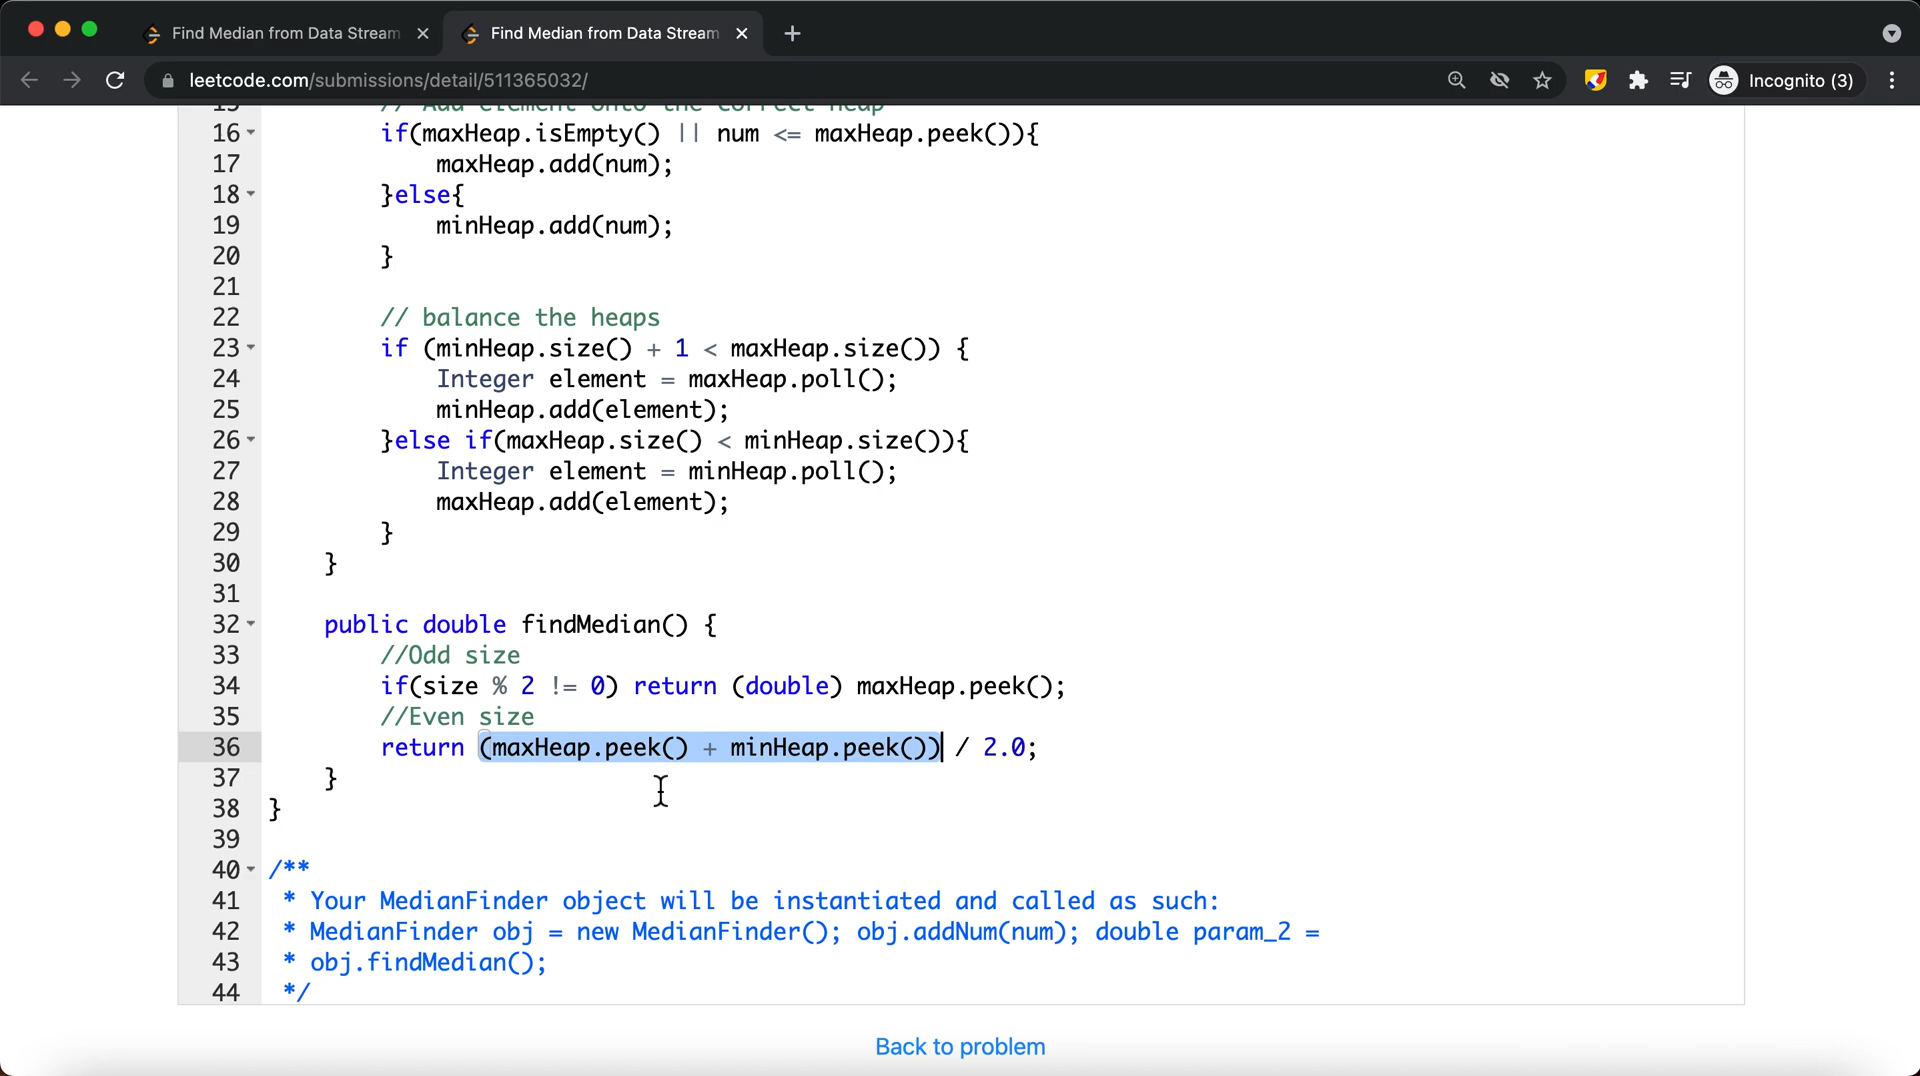 Find Median from Data Stream
Find Median from Data Stream
leetcode.com/submissions/detail/511365032/
Incognito (3)
15 // Add element onto the correct heap
16 if(maxHeap.isEmpty() || num <= maxHeap.peek()){
17 maxHeap.add(num);
18 }else{
19 minHeap.add(num);
20 }
21
22 // balance the heaps
23 if (minHeap.size() + 1 < maxHeap.size()) {
24 Integer element = maxHeap.poll();
25 minHeap.add(element);
26 }else if(maxHeap.size() < minHeap.size()){
27 Integer element = minHeap.poll();
28 maxHeap.add(element);
29 }
30 }
31
32 public double findMedian() {
33 //Odd size
34 if(size % 2 != 0) return (double) maxHeap.peek();
35 //Even size
36 return (maxHeap.peek() + minHeap.peek()) / 2.0;
37 }
38 }
39
40 /**
41 * Your MedianFinder object will be instantiated and called as such:
42 * MedianFinder obj = new MedianFinder(); obj.addNum(num); double param_2 =
43 * obj.findMedian();
44 */
Back to problem